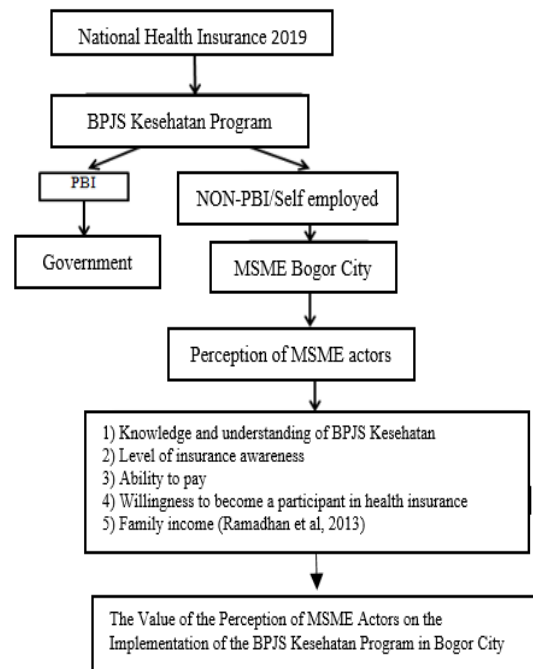 National Health Insurance 2019
BPJS Kesehatan Program
PBI
NON-PBI/Self employed
Government
MSME Bogor City
Perception of MSME actors
1) Knowledge and understanding of BPJS Kesehatan
2) Level of insurance awareness
3) Ability to pay
4) Willingness to become a participant in health insurance
5) Family income (Ramadhan et al, 2013)
The Value of the Perception of MSME Actors on the
Implementation of the BPJS Kesehatan Program in Bogor City